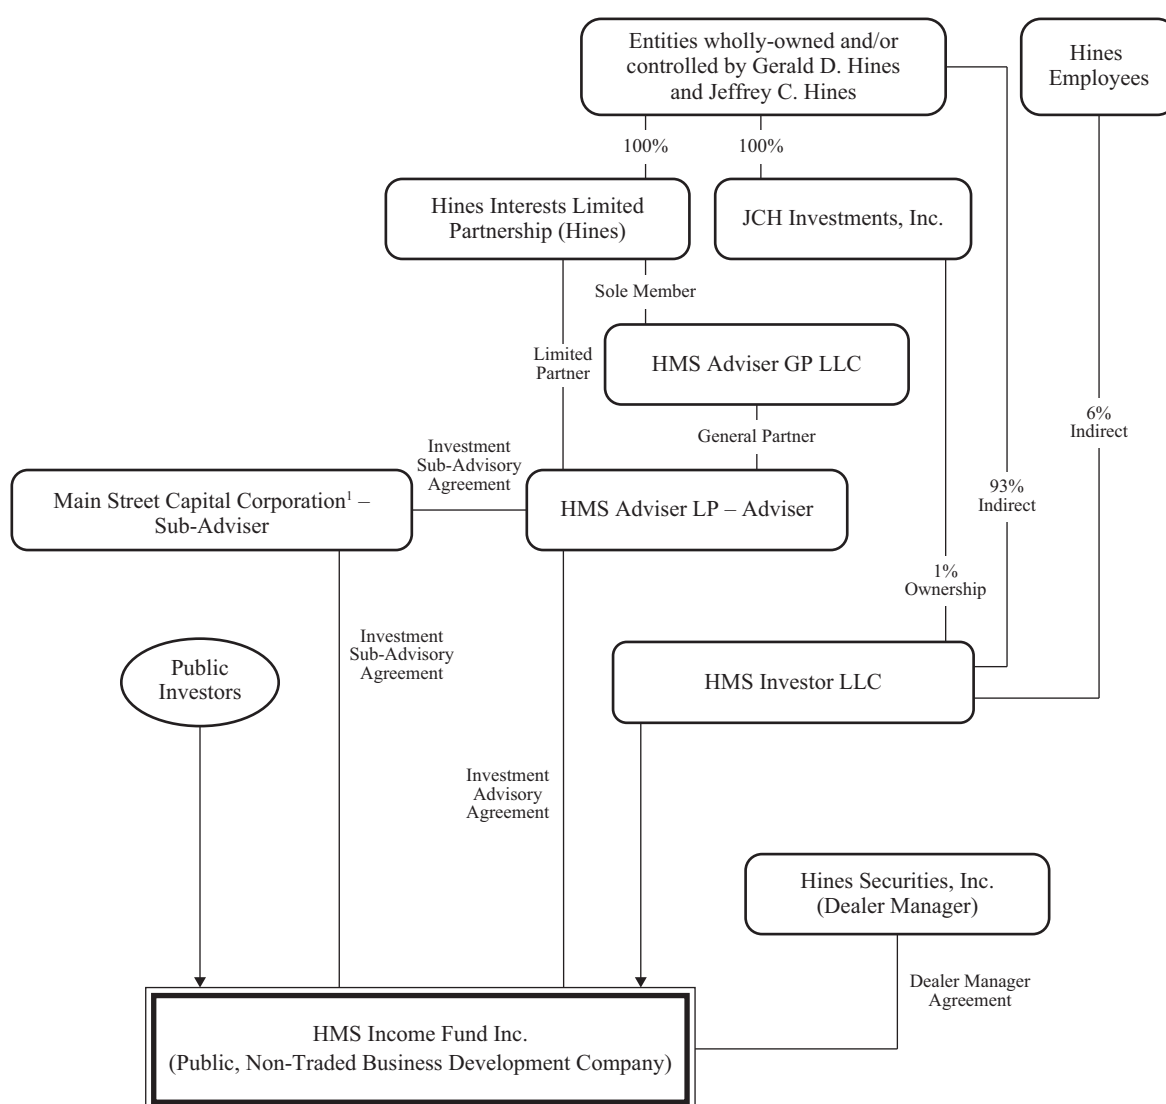 Entities wholly-owned and/or
controlled by Gerald D. Hines
and Jeffrey C. Hines
Hines
Employees
100%
100%
Hines Interests Limited
Partnership (Hines)
JCH Investments, Inc.
Sole Member
Limited
Partner
HMS Adviser GP LLC
6%
Indirect
General Partner
Investment
Sub-Advisory
Agreement
93%
Indirect
Main Street Capital Corporation¹ –
Sub-Adviser
HMS Adviser LP – Adviser
1%
Ownership
Investment
Sub-Advisory
Agreement
Public
Investors
HMS Investor LLC
Investment
Advisory
Agreement
Hines Securities, Inc.
(Dealer Manager)
Dealer Manager
Agreement
HMS Income Fund Inc.
(Public, Non-Traded Business Development Company)